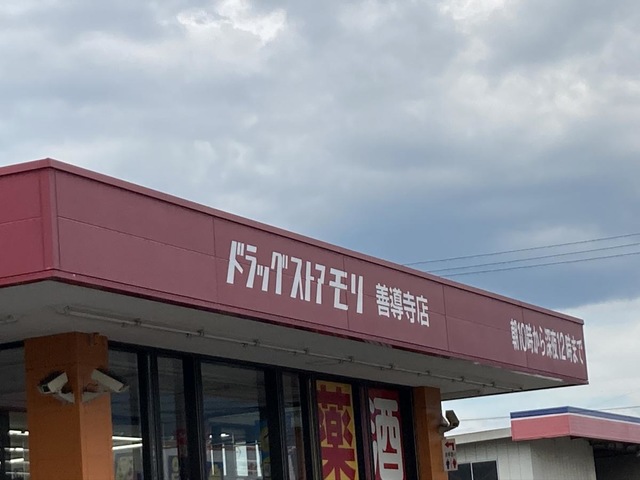 ドラッグストアモリ 善導寺店
朝10時から深夜12時まで
薬
酒